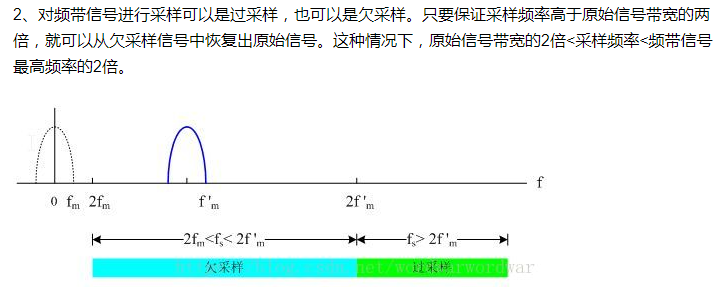 2、对频带信号进行采样可以是过采样，也可以是欠采样。只要保证采样频率高于原始信号带宽的两
倍，就可以从欠采样信号中恢复出原始信号。这种情况下，原始信号带宽的2倍<采样频率<频带信号
最高频率的2倍。
f
0 fm 2fm f'm 2f'm
2fm<fs< 2f'm fs> 2f'm
欠采样 过采样